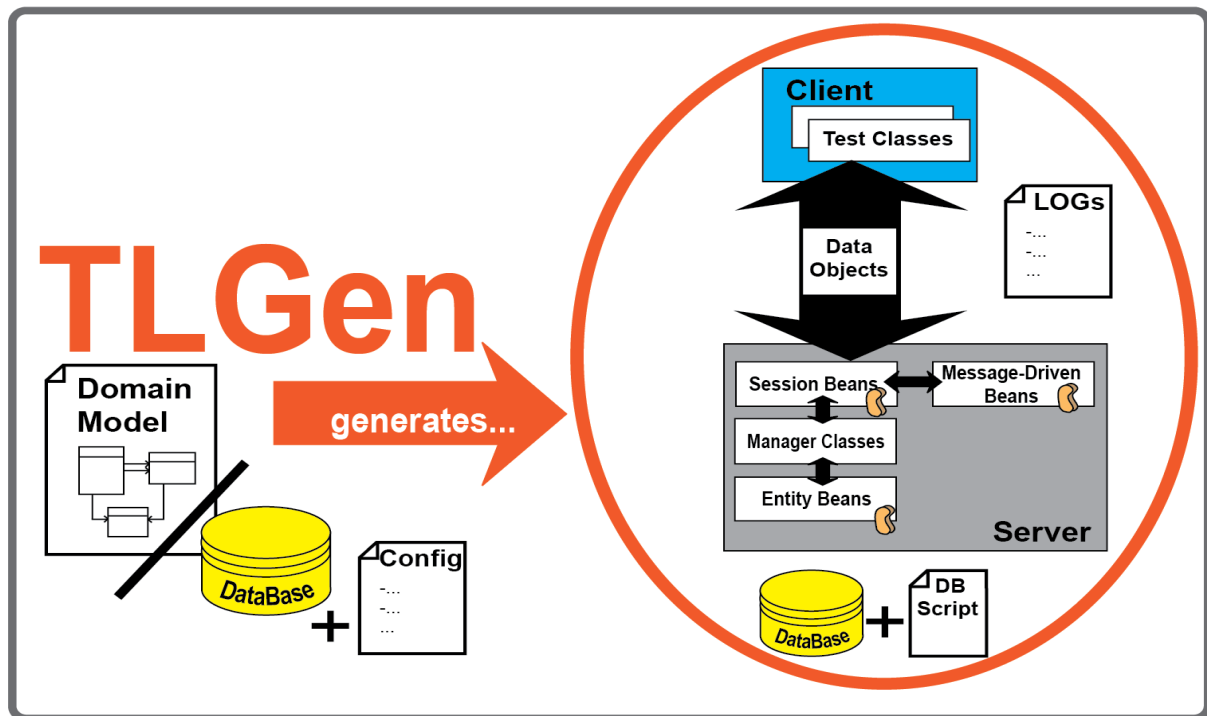 TLGen
Domain
Model
DataBase
+
Config
-...
-...
...
generates...
Client
Test Classes
Data
Objects
LOGs
-...
-...
...
Session Beans
Message-Driven
Beans
Manager Classes
Entity Beans
Server
DataBase
+
DB
Script